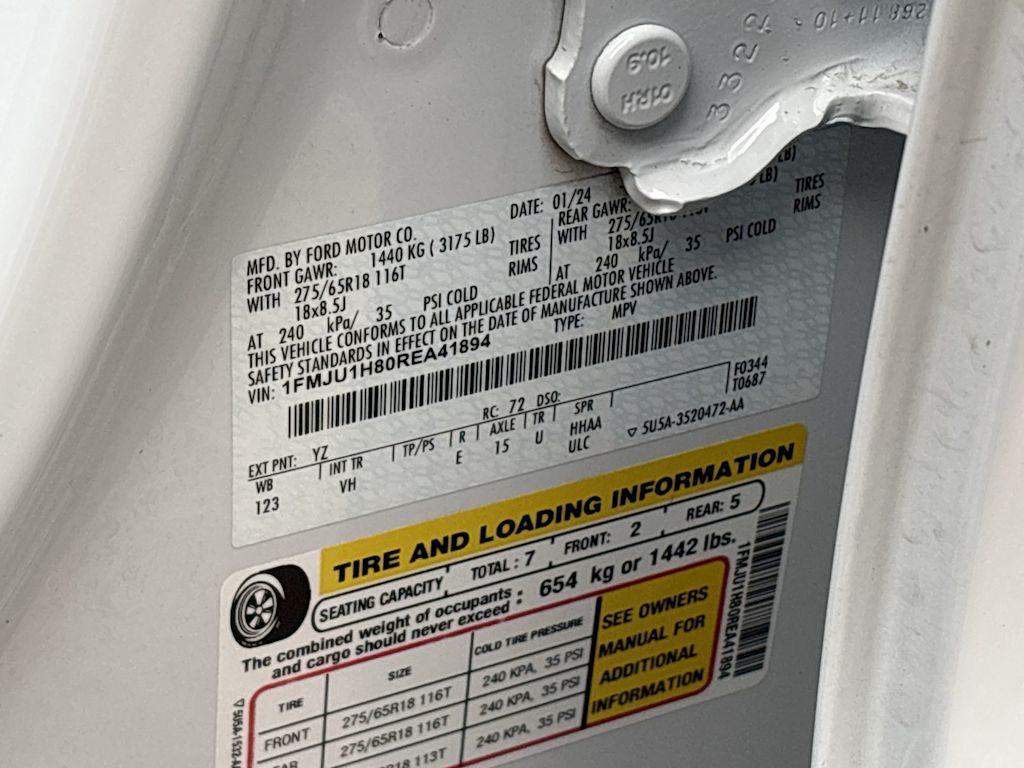 10.9
01RH
DATE: 01/24
MFD. BY FORD MOTOR CO.
FRONT GAWR: 1440 KG ( 3175 LB)
WITH 275/65R18 116T TIRES
18x8.5J RIMS
AT 240 kPa/ 35 PSI COLD
REAR GAWR: LB)
WITH 275/65R18 TIRES
18x8.5J RIMS
AT 240 kPa/ 35 PSI COLD
THIS VEHICLE CONFORMS TO ALL APPLICABLE FEDERAL MOTOR VEHICLE
SAFETY STANDARDS IN EFFECT ON THE DATE OF MANUFACTURE SHOWN ABOVE.
VIN: 1FMJU1H80REA41894 TYPE: MPV
F0344
T0687
EXT PNT: YZ RC: 72 DSO:
WB INT TR TP/PS R AXLE TR SPR
123 VH E 15 U HHAA
ULC
▽ 5U5A-3520472-AA
TIRE AND LOADING INFORMATION
SEATING CAPACITY TOTAL: 7 FRONT: 2 REAR: 5
The combined weight of occupants and cargo should never exceed: 654 kg or 1442 lbs.
TIRE SIZE COLD TIRE PRESSURE
FRONT 275/65R18 116T 240 KPA, 35 PSI
275/65R18 116T 240 KPA, 35 PSI
113T 240 KPA, 35 PSI
SEE OWNERS
MANUAL FOR
ADDITIONAL
INFORMATION
1FMJU1H80REA41894